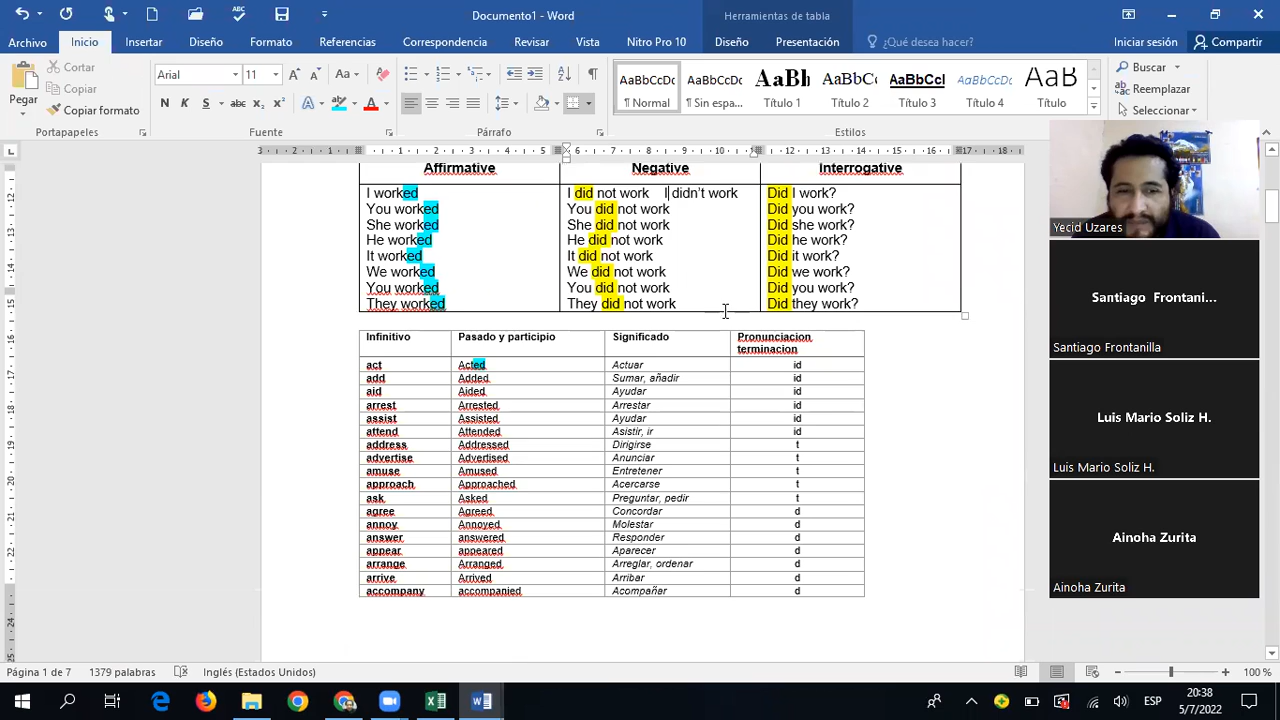 Documento1 - Word
Herramientas de tabla
Archivo Inicio Insertar Diseño Formato Referencias Correspondencia Revisar Vista Nitro Pro 10 Diseño Presentación ¿Qué desea hacer? Iniciar sesión Compartir
Pegar
Cortar
Copiar
Copiar formato
Portapapeles
Arial 11
N K S abc x₂ x²
Fuente
Párrafo
AaBbCcDc AaBbCcDc AaBb AaBbCcD AaBbCcl AaBbCcDc AaB
¶ Normal ¶ Sin espa... Título 1 Título 2 Título 3 Título 4 Título
Estilos
Buscar
Reemplazar
Seleccionar
Affirmative Negative Interrogative
I worked I did not work I didn't work Did I work?
You worked You did not work Did you work?
She worked She did not work Did she work?
He worked He did not work Did he work?
It worked It did not work Did it work?
We worked We did not work Did we work?
You worked You did not work Did you work?
They worked They did not work Did they work?
Infinitivo Pasado y participio Significado Pronunciacion terminacion
act Acted Actuar id
add Added Sumar, añadir id
aid Aided Ayudar id
arrest Arrested Arrestar id
assist Assisted Ayudar id
attend Attended Asistir, ir id
address Addressed Dirigirse t
advertise Advertised Anunciar t
amuse Amused Entretener t
approach Approached Acercarse t
ask Asked Preguntar, pedir t
agree Agreed Concordar d
annoy Annoyed Molestar d
answer answered Responder d
appear appeared Aparecer d
arrange Arranged Arreglar, ordenar d
arrive Arrived Arribar d
accompany accompanied Acompañar d
Yecid Uzares
Santiago Frontani...
Santiago Frontanilla
Luis Mario Soliz H.
Luis Mario Soliz H.
Ainoha Zurita
Ainoha Zurita
Página 1 de 7 1379 palabras Inglés (Estados Unidos) 100 %
ESP
20:38
5/7/2022